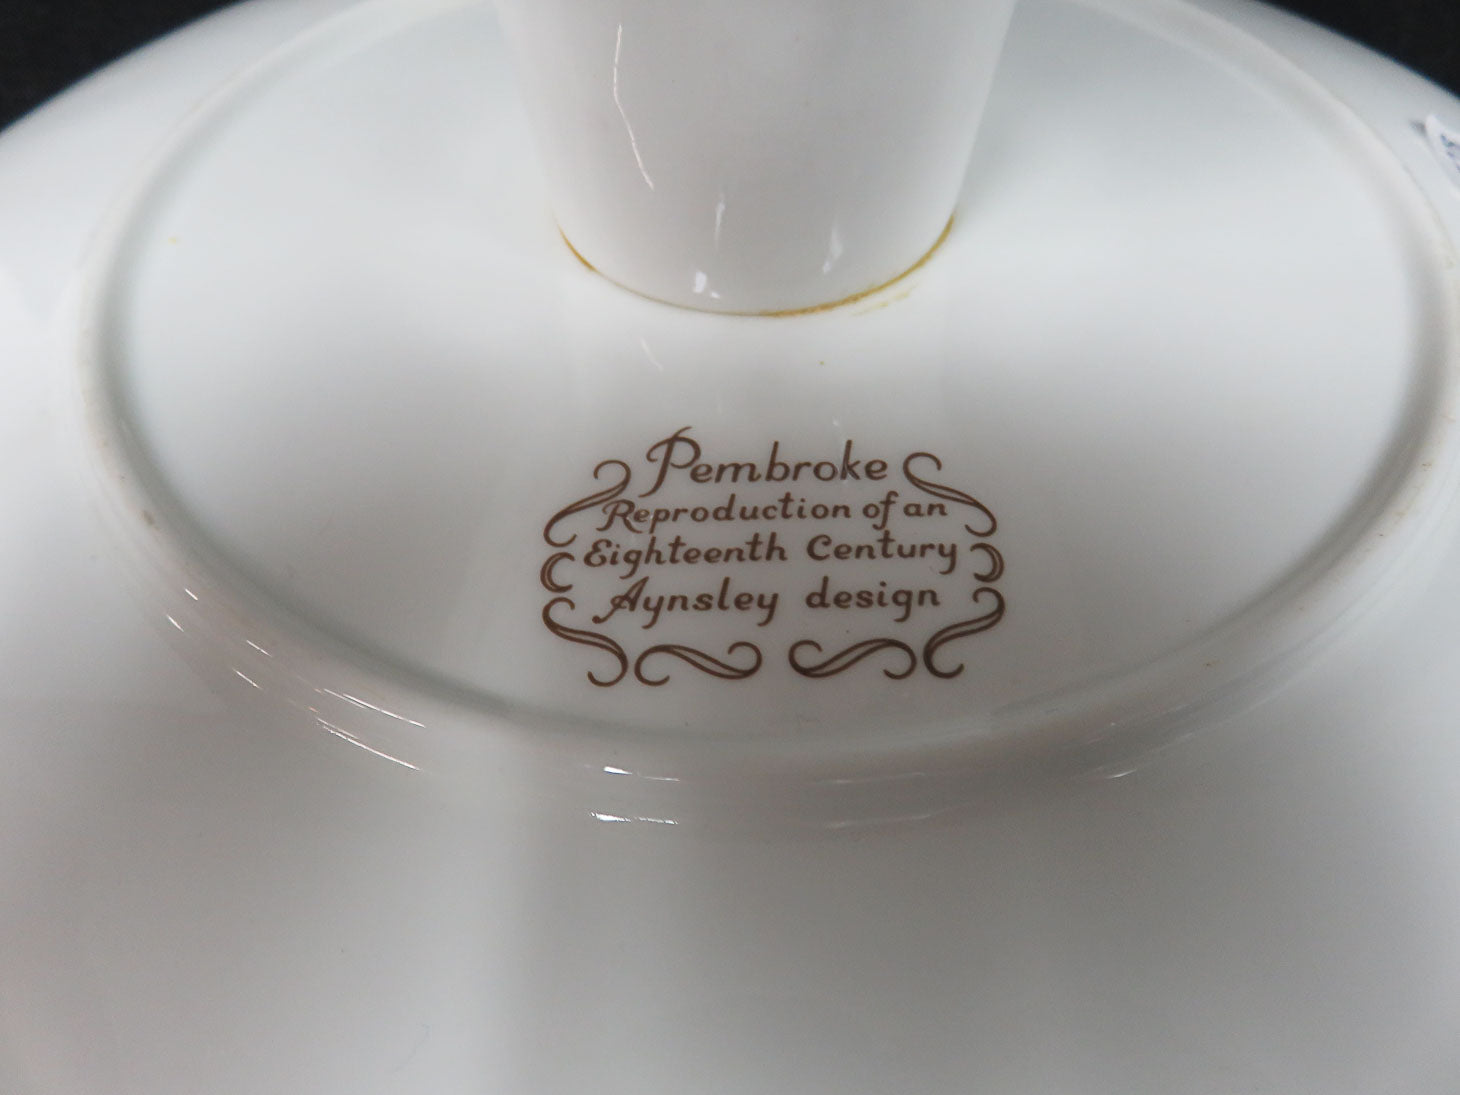 Pembroke
Reproduction of an
Eighteenth Century
Aynsley design